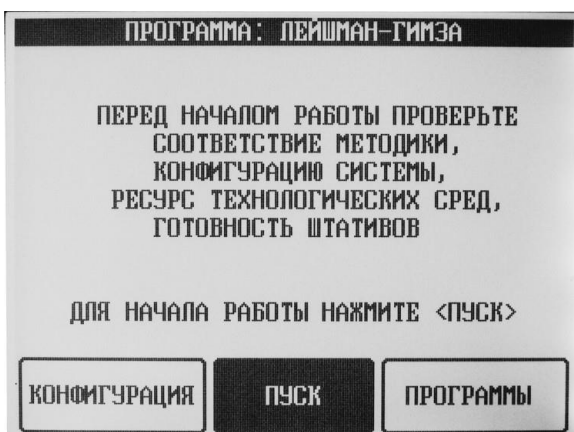 ПРОГРАММА: ЛЕЙШМАН-ГИМЗА
ПЕРЕД НАЧАЛОМ РАБОТЫ ПРОВЕРЬТЕ
СООТВЕТСТВИЕ МЕТОДИКИ,
КОНФИГУРАЦИЮ СИСТЕМЫ,
РЕСУРС ТЕХНОЛОГИЧЕСКИХ СРЕД,
ГОТОВНОСТЬ ШТАТИВОВ
ДЛЯ НАЧАЛА РАБОТЫ НАЖМИТЕ <ПУСК>
КОНФИГУРАЦИЯ
ПУСК
ПРОГРАММЫ